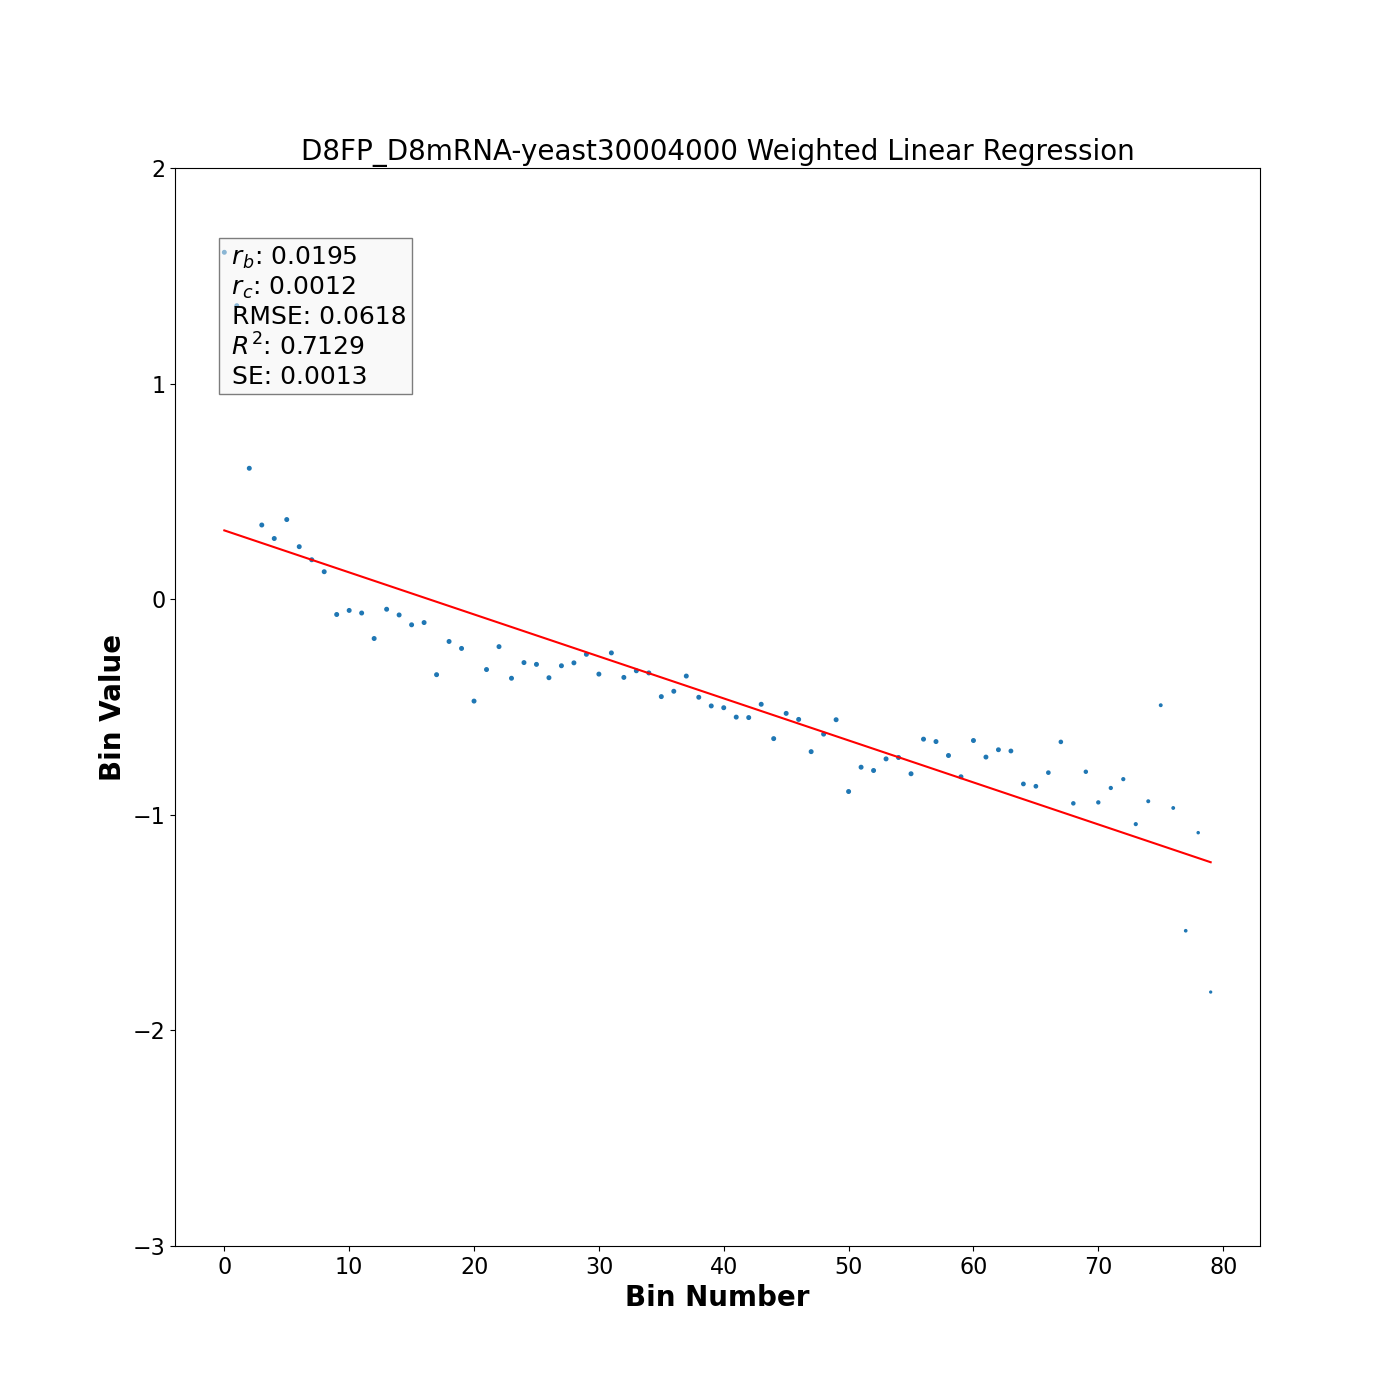 D8FP_D8mRNA-yeast30004000 Weighted Linear Regression
2
1
0
−1
−2
−3
Bin Value
r_b: 0.0195
r_c: 0.0012
RMSE: 0.0618
R²: 0.7129
SE: 0.0013
0 10 20 30 40 50 60 70 80
Bin Number